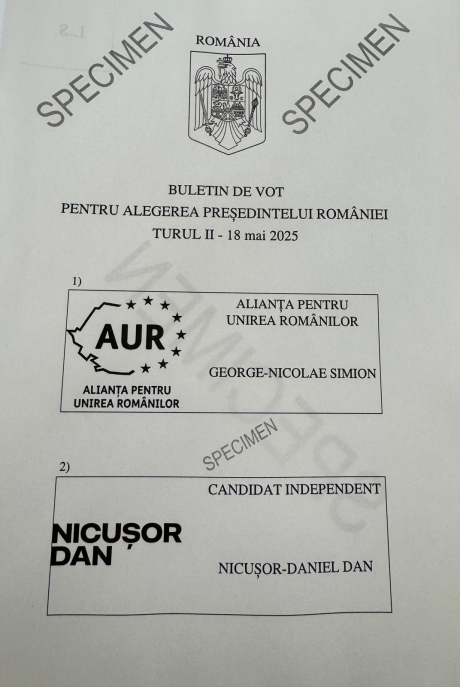 L.S.
SPECIMEN
SPECIMEN
ROMÂNIA
BULETIN DE VOT
PENTRU ALEGEREA PREȘEDINTELUI ROMÂNIEI
TURUL II - 18 mai 2025
SPECIMEN
1)
AUR
ALIANȚA PENTRU
UNIREA ROMÂNILOR
ALIANȚA PENTRU
UNIREA ROMÂNILOR
GEORGE-NICOLAE SIMION
SPECIMEN
2)
NICUȘOR
DAN
CANDIDAT INDEPENDENT
NICUȘOR-DANIEL DAN